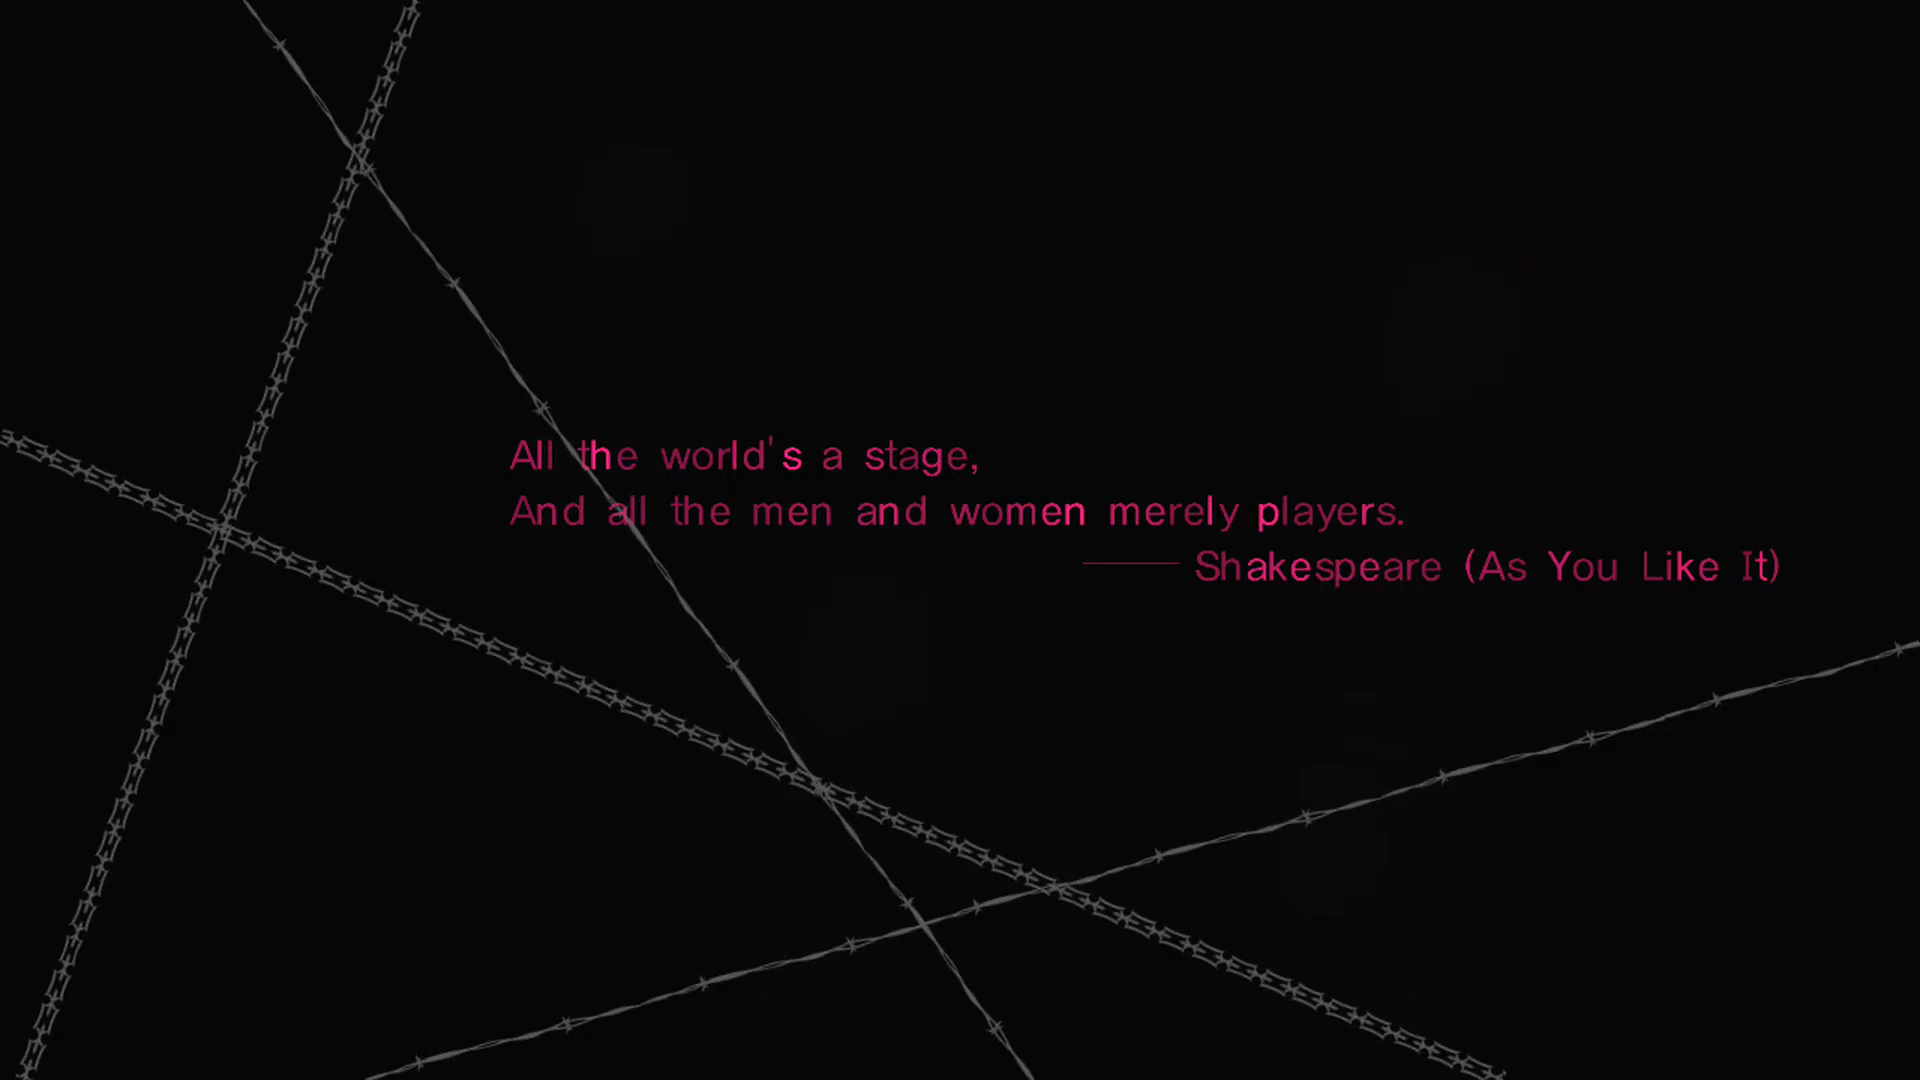 All the world's a stage,
And all the men and women merely players.
—— Shakespeare (As You Like It)